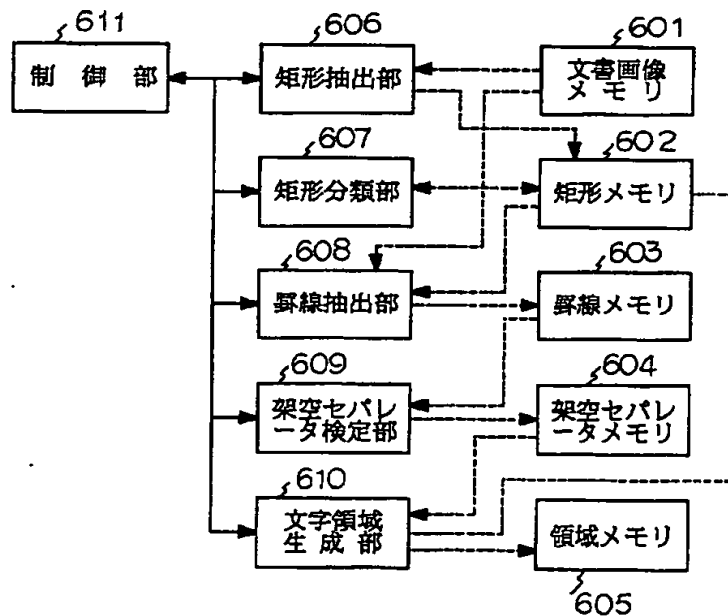 611
606
601
制御部
矩形抽出部
文書画像
メモリ
607
602
矩形分類部
矩形メモリ
608
603
罫線抽出部
罫線メモリ
609
604
架空セパレ
ータ検定部
架空セパレ
ータメモリ
610
文字領域
生成部
領域メモリ
605